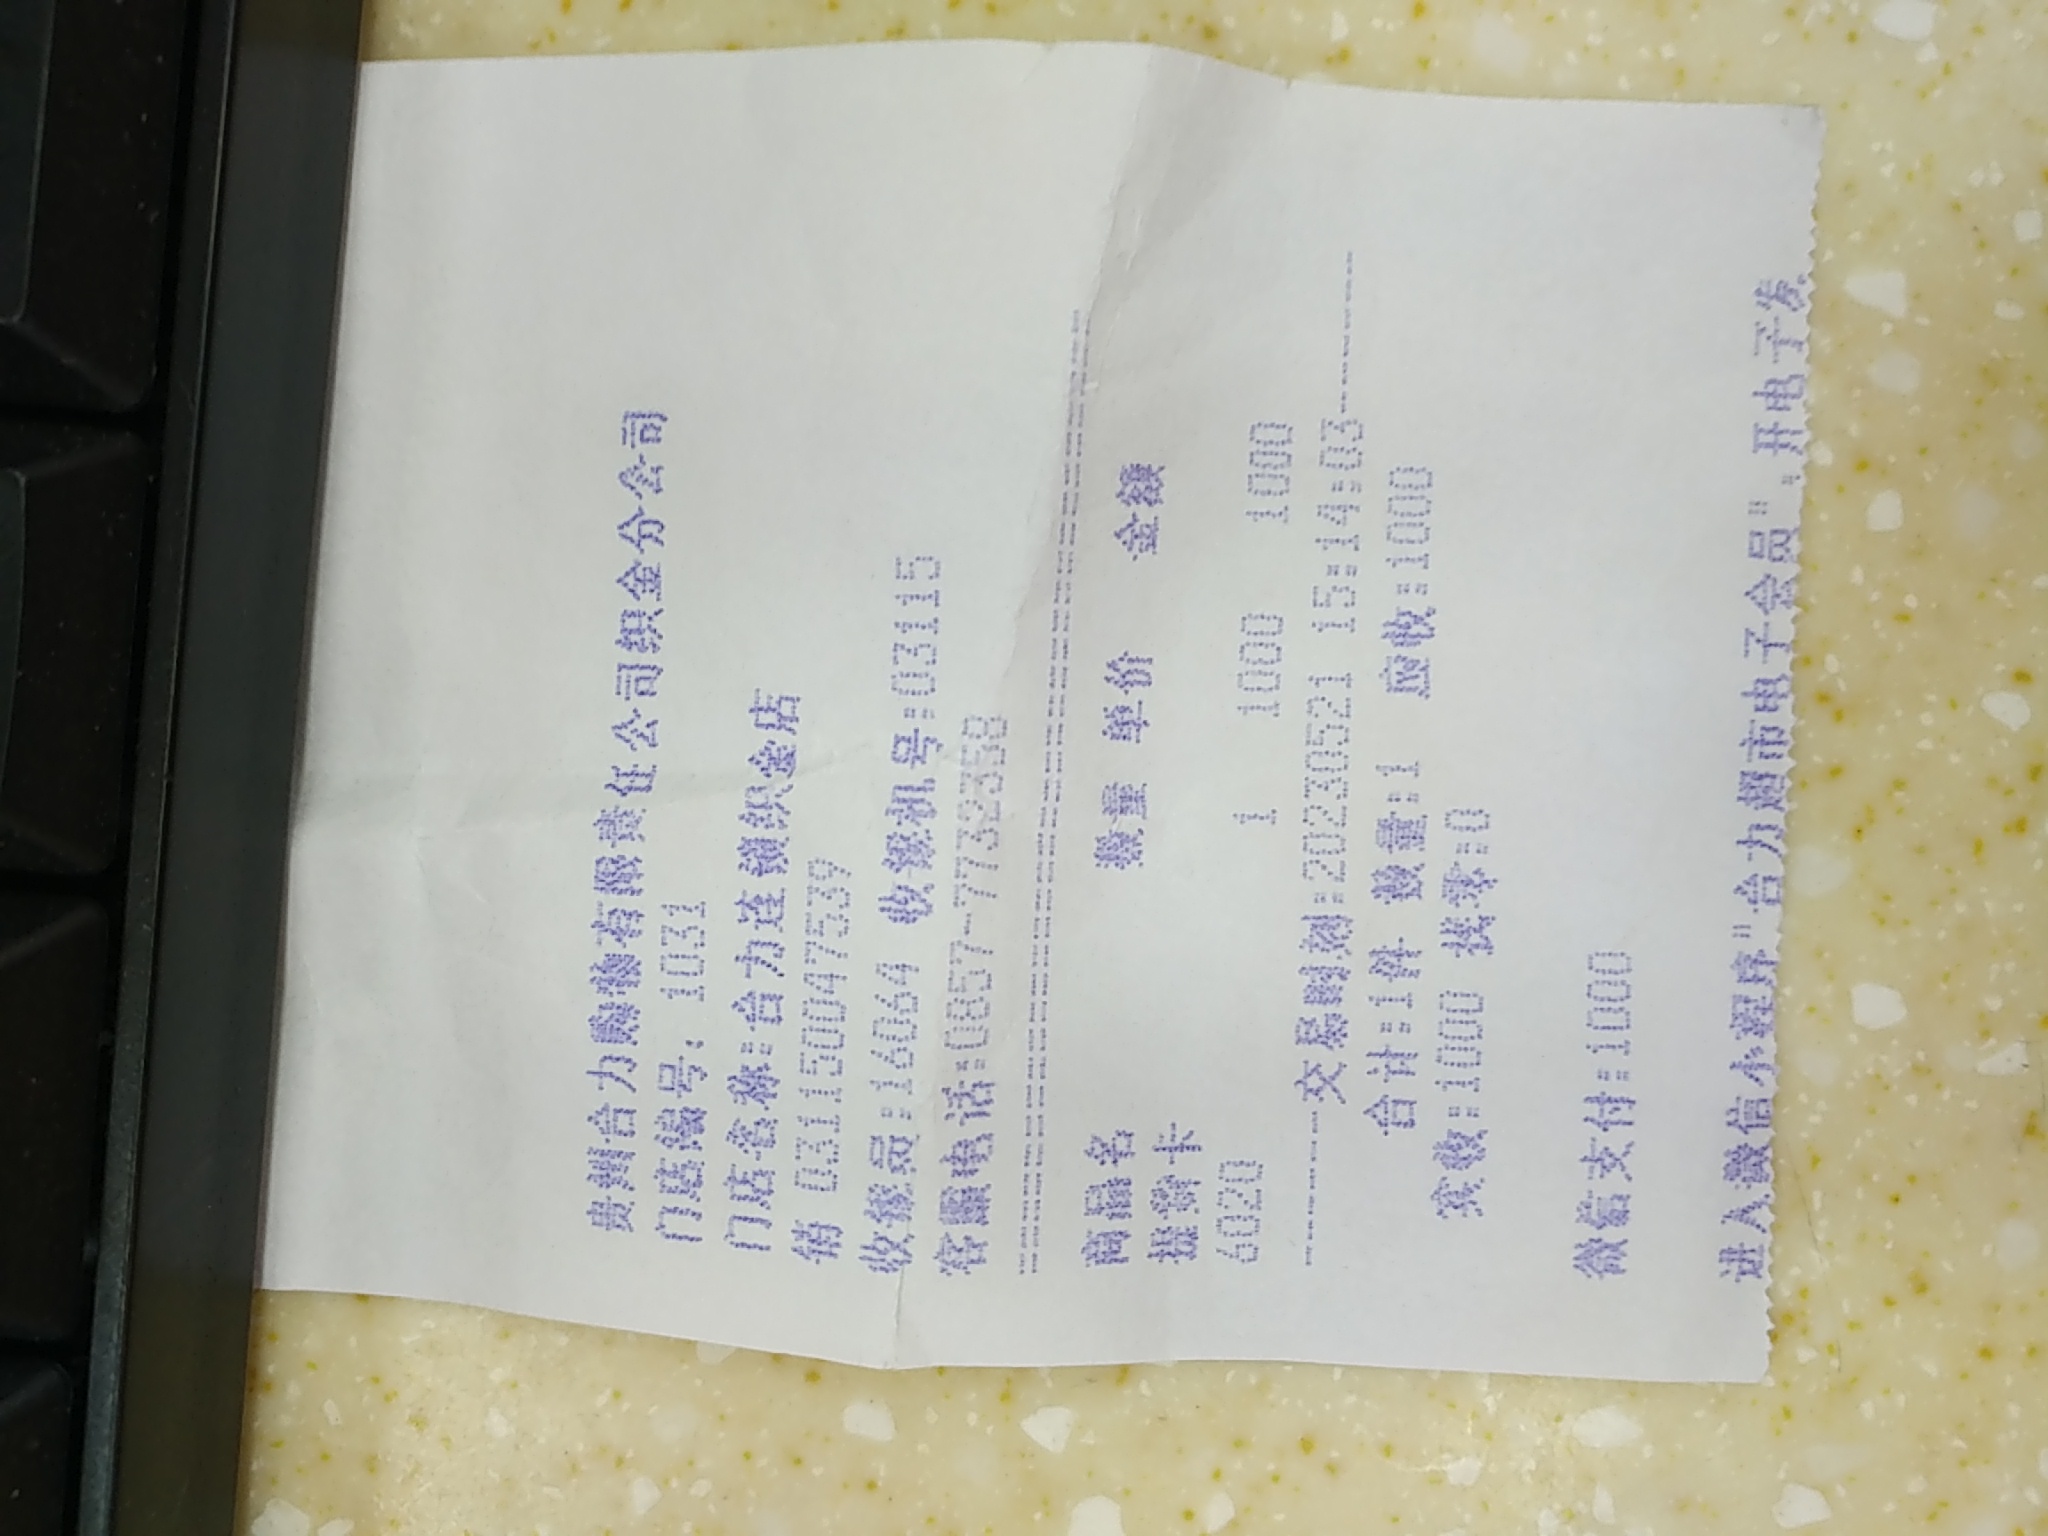 贵州合力购物有限责任公司织金分公司
门店编号：1031
门店名称:合力连锁织金店
销 031150047539
收银员:16064 收银机号:03115
客服电话:0857-7732358
==========================================
商品名 数量 单价 金额
提货卡
6020 1 1000 1000
----------交易时刻:20230521 15:14:03----------
合计:1件 数量:1 应收:1000
实收:1000 找零:0
微信支付:1000
进入微信小程序"合力超市电子会员",开电子发